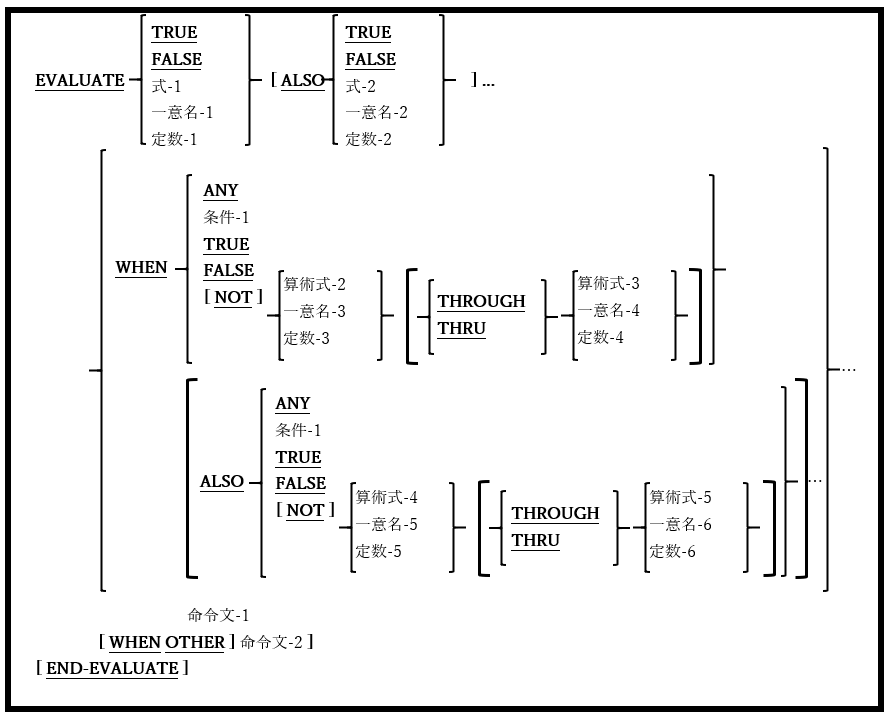 TRUE TRUE
FALSE FALSE
EVALUATE 式-1 [ ALSO 式-2 ] ...
一意名-1 一意名-2
定数-1 定数-2
ANY
条件-1
TRUE
WHEN FALSE 算術式-2 算術式-3
[ NOT ] 一意名-3 THROUGH 一意名-4
定数-3 THRU 定数-4
...
ANY
条件-1
TRUE
ALSO FALSE ...
[ NOT ] 算術式-4 THROUGH 算術式-5
一意名-5 THRU 一意名-6
定数-5 定数-6
命令文-1
[ WHEN OTHER ] 命令文-2 ]
[ END-EVALUATE ]